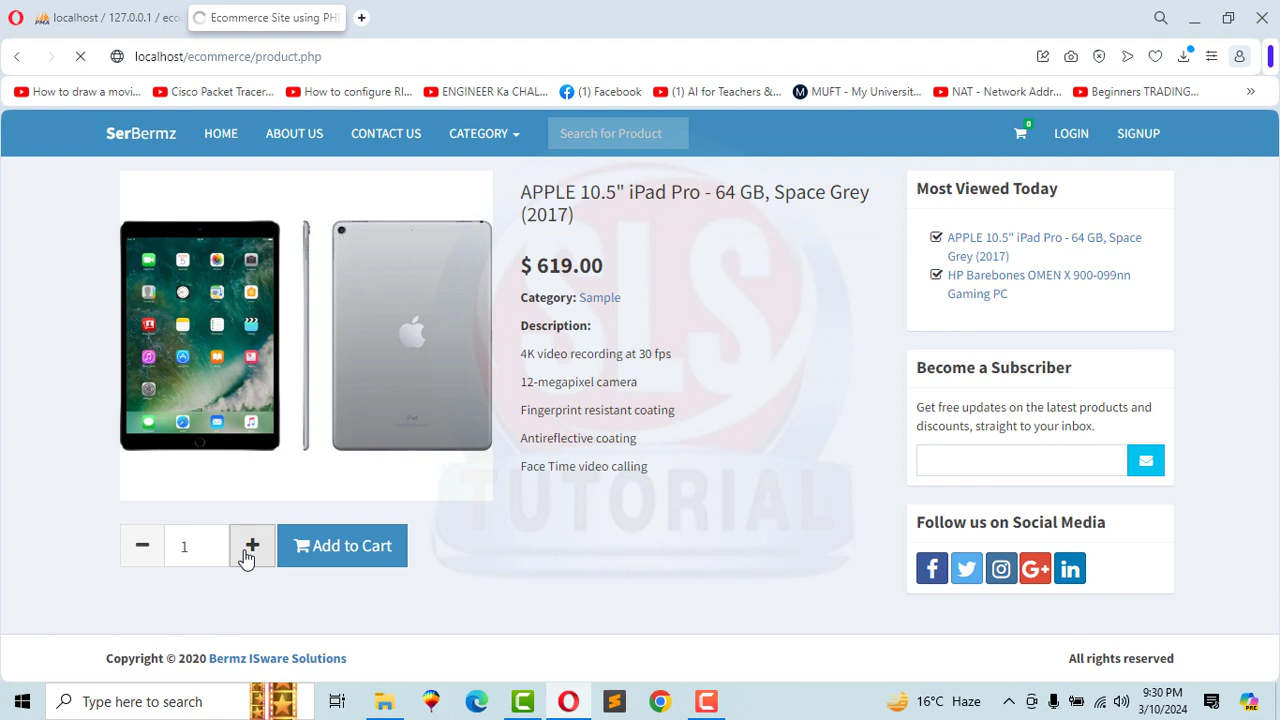 localhost / 127.0.0.1 / eco
Ecommerce Site using PH
localhost/ecommerce/product.php
How to draw a movi...
Cisco Packet Tracer...
How to configure RI...
ENGINEER Ka CHAL...
(1) Facebook
(1) AI for Teachers &...
MUFT - My Universit...
NAT - Network Addr...
Beginners TRADING...
SerBermz
HOME
ABOUT US
CONTACT US
CATEGORY
Search for Product
0
LOGIN
SIGNUP
APPLE 10.5" iPad Pro - 64 GB, Space Grey
(2017)
$ 619.00
Category: Sample
Description:
4K video recording at 30 fps
12-megapixel camera
Fingerprint resistant coating
Antireflective coating
Face Time video calling
1
Add to Cart
Most Viewed Today
APPLE 10.5" iPad Pro - 64 GB, Space
Grey (2017)
HP Barebones OMEN X 900-099nn
Gaming PC
Become a Subscriber
Get free updates on the latest products and
discounts, straight to your inbox.
Follow us on Social Media
SLS
TUTORIAL
Copyright © 2020 Bermz ISware Solutions
All rights reserved
Type here to search
16°C Haze
9:30 PM
3/10/2024